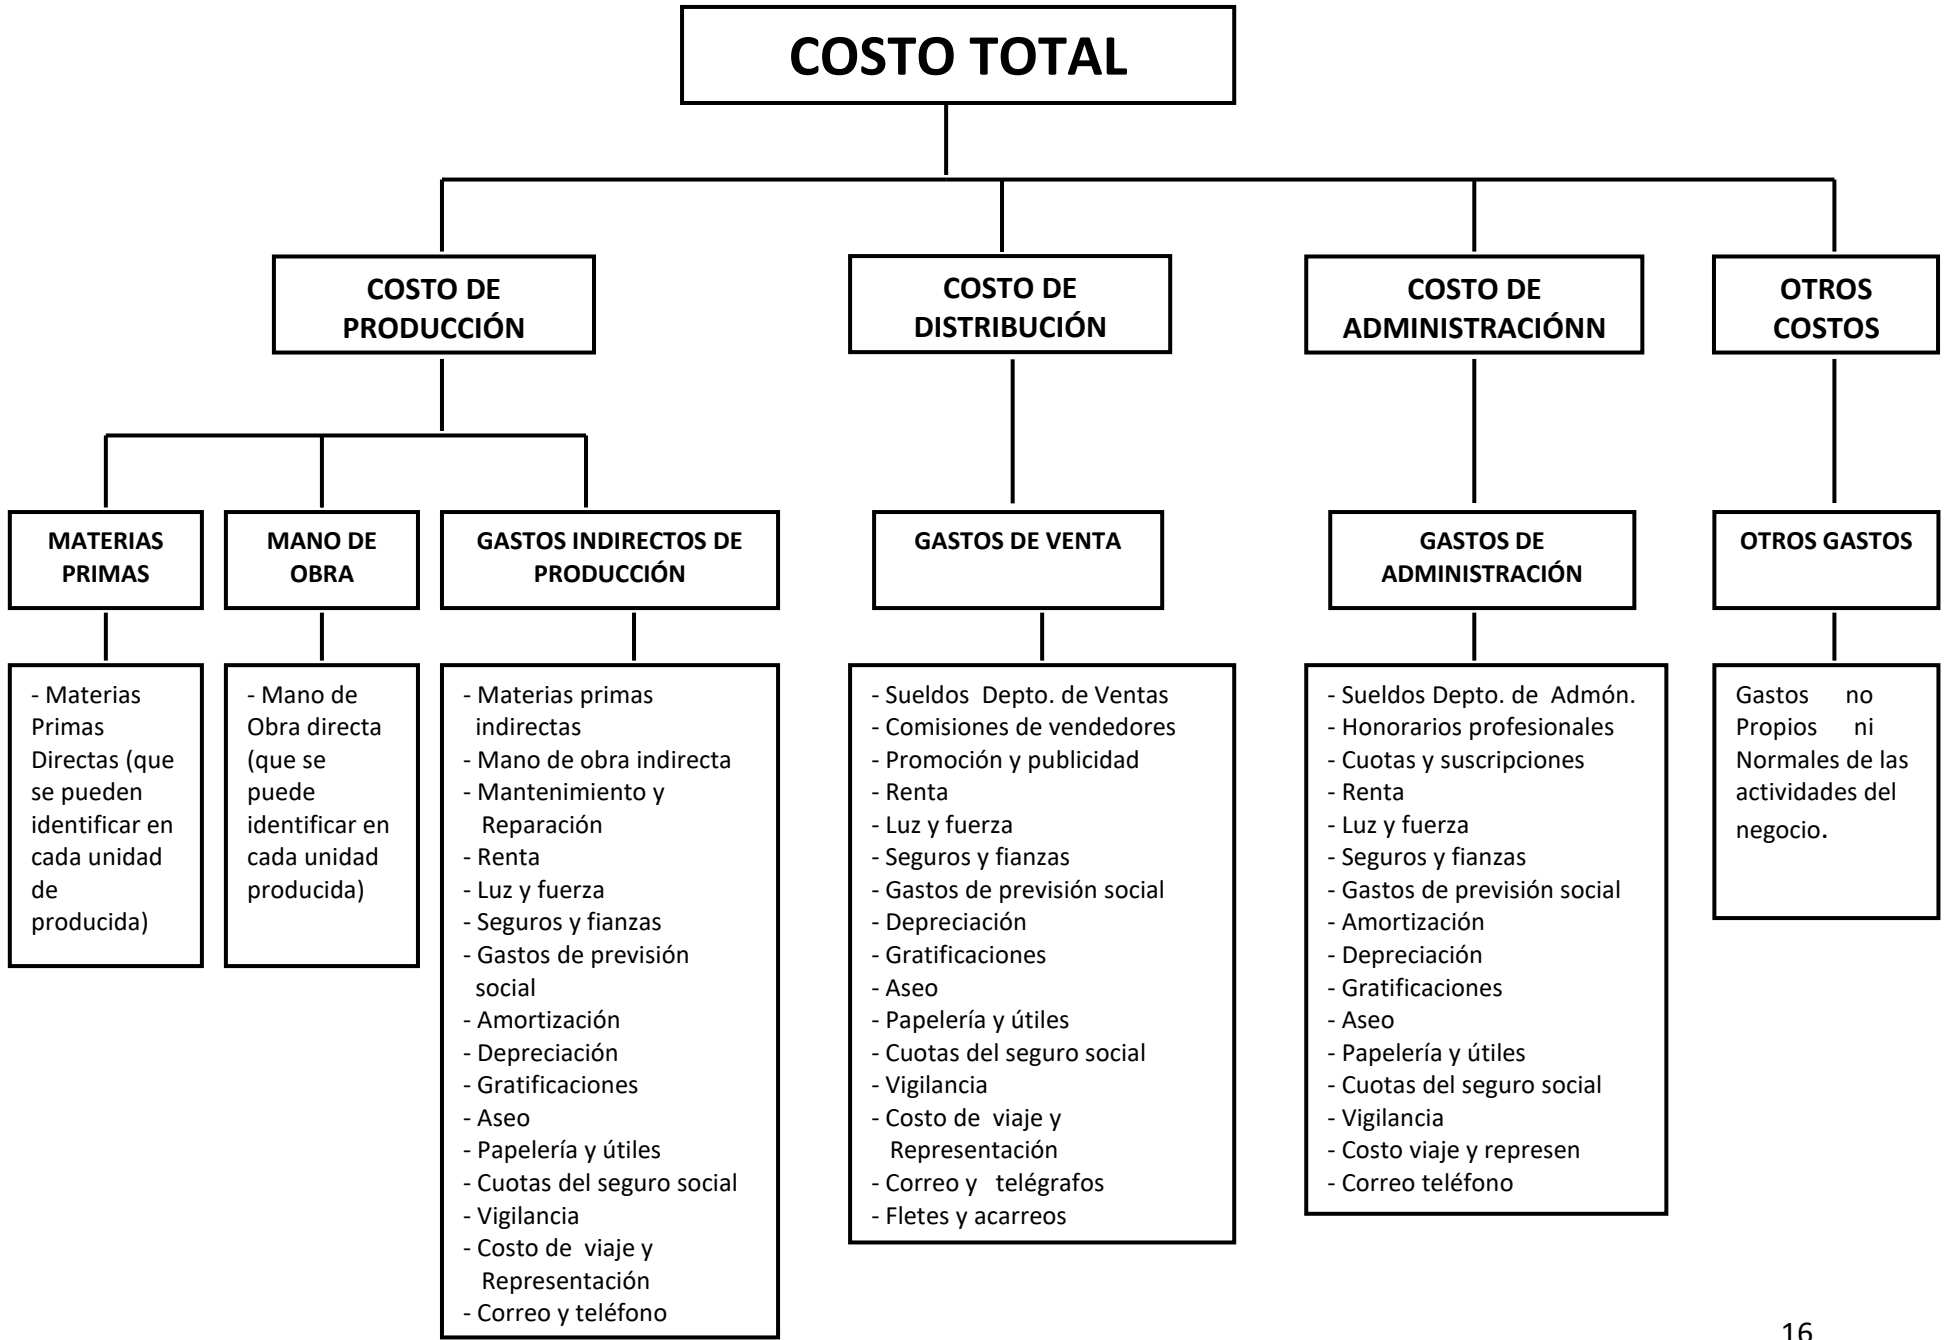 COSTO TOTAL
COSTO DE
PRODUCCIÓN
COSTO DE
DISTRIBUCIÓN
COSTO DE
ADMINISTRACIÓNN
OTROS
COSTOS
MATERIAS
PRIMAS
MANO DE
OBRA
GASTOS INDIRECTOS DE
PRODUCCIÓN
GASTOS DE VENTA
GASTOS DE
ADMINISTRACIÓN
OTROS GASTOS
- Materias
Primas
Directas (que
se pueden
identificar en
cada unidad
de
producida)
- Mano de
Obra directa
(que se
puede
identificar en
cada unidad
producida)
- Materias primas
indirectas
- Mano de obra indirecta
- Mantenimiento y
Reparación
- Renta
- Luz y fuerza
- Seguros y fianzas
- Gastos de previsión
social
- Amortización
- Depreciación
- Gratificaciones
- Aseo
- Papelería y útiles
- Cuotas del seguro social
- Vigilancia
- Costo de viaje y
Representación
- Correo y teléfono
- Sueldos Depto. de Ventas
- Comisiones de vendedores
- Promoción y publicidad
- Renta
- Luz y fuerza
- Seguros y fianzas
- Gastos de previsión social
- Depreciación
- Gratificaciones
- Aseo
- Papelería y útiles
- Cuotas del seguro social
- Vigilancia
- Costo de viaje y
Representación
- Correo y telégrafos
- Fletes y acarreos
- Sueldos Depto. de Admón.
- Honorarios profesionales
- Cuotas y suscripciones
- Renta
- Luz y fuerza
- Seguros y fianzas
- Gastos de previsión social
- Amortización
- Depreciación
- Gratificaciones
- Aseo
- Papelería y útiles
- Cuotas del seguro social
- Vigilancia
- Costo viaje y represen
- Correo teléfono
Gastos no
Propios ni
Normales de las
actividades del
negocio.
16